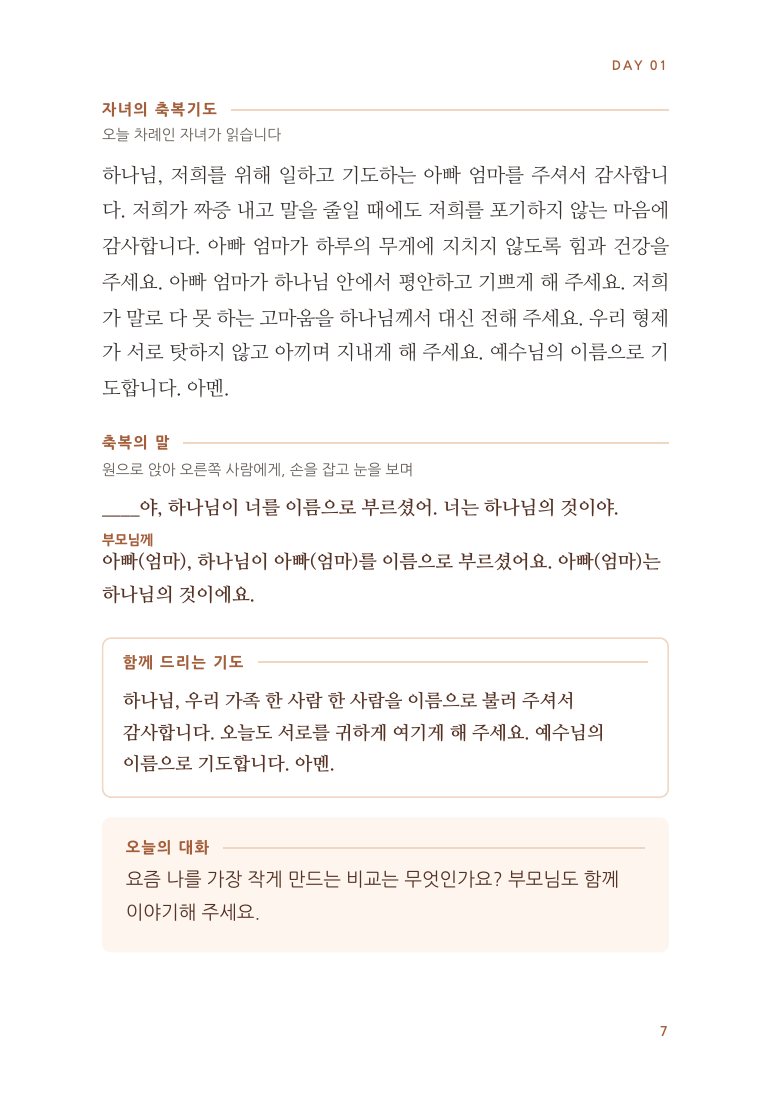 DAY 01
자녀의 축복기도
오늘 차례인 자녀가 읽습니다
하나님, 저희를 위해 일하고 기도하는 아빠 엄마를 주셔서 감사합니
다. 저희가 짜증 내고 말을 줄일 때에도 저희를 포기하지 않는 마음에
감사합니다. 아빠 엄마가 하루의 무게에 지치지 않도록 힘과 건강을
주세요. 아빠 엄마가 하나님 안에서 평안하고 기쁘게 해 주세요. 저희
가 말로 다 못 하는 고마움을 하나님께서 대신 전해 주세요. 우리 형제
가 서로 탓하지 않고 아끼며 지내게 해 주세요. 예수님의 이름으로 기
도합니다. 아멘.
축복의 말
원으로 앉아 오른쪽 사람에게, 손을 잡고 눈을 보며
____야, 하나님이 너를 이름으로 부르셨어. 너는 하나님의 것이야.
부모님께
아빠(엄마), 하나님이 아빠(엄마)를 이름으로 부르셨어요. 아빠(엄마)는
하나님의 것이에요.
함께 드리는 기도
하나님, 우리 가족 한 사람 한 사람을 이름으로 불러 주셔서
감사합니다. 오늘도 서로를 귀하게 여기게 해 주세요. 예수님의
이름으로 기도합니다. 아멘.
오늘의 대화
요즘 나를 가장 작게 만드는 비교는 무엇인가요? 부모님도 함께
이야기해 주세요.
7